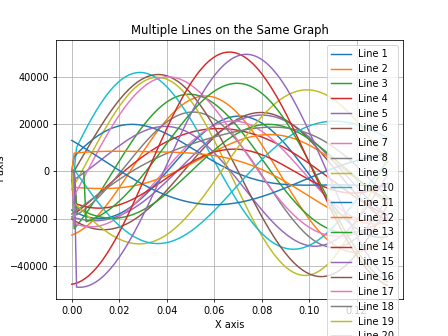 Multiple Lines on the Same Graph
40000
20000
0
−20000
−40000
0.00 0.02 0.04 0.06 0.08 0.10
X axis
Line 1
Line 2
Line 3
Line 4
Line 5
Line 6
Line 7
Line 8
Line 9
Line 10
Line 11
Line 12
Line 13
Line 14
Line 15
Line 16
Line 17
Line 18
Line 19
Line 20